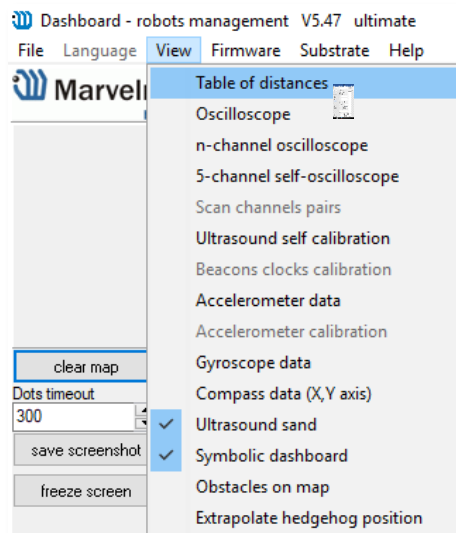 Dashboard - robots management V5.47 ultimate
File Language View Firmware Substrate Help
Table of distances
Oscilloscope
n-channel oscilloscope
5-channel self-oscilloscope
Scan channels pairs
Ultrasound self calibration
Beacons clocks calibration
Accelerometer data
Accelerometer calibration
Gyroscope data
Compass data (X,Y axis)
Ultrasound sand
Symbolic dashboard
Obstacles on map
Extrapolate hedgehog position
clear map
Dots timeout
300
save screenshot
freeze screen